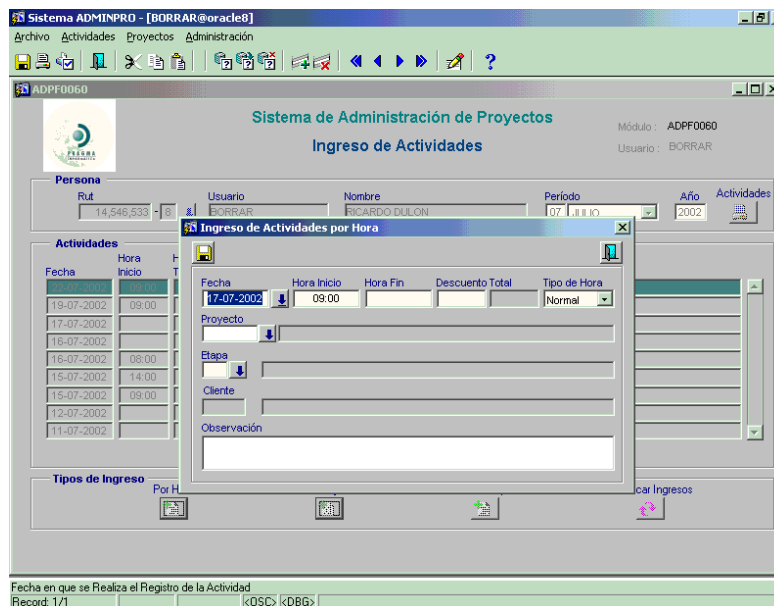 Sistema ADMINPRO - [BORRAR@oracle8]
Archivo Actividades Proyectos Administración
ADPF0060
Sistema de Administración de Proyectos
Ingreso de Actividades
Módulo : ADPF0060
Usuario : BORRAR
PRAGMA
INFORMATICA
Persona
Rut Usuario Nombre Período Año Actividades
14,546,533 - 8 BORRAR RICARDO DULON 07 JULIO 2002
Actividades
Hora
Fecha Inicio
22-07-2002 09:00
19-07-2002 09:00
17-07-2002
16-07-2002
16-07-2002 08:00
15-07-2002 14:00
15-07-2002 09:00
12-07-2002
11-07-2002
Ingreso de Actividades por Hora
Fecha Hora Inicio Hora Fin Descuento Total Tipo de Hora
17-07-2002 09:00 Normal
Proyecto
Etapa
Cliente
Observación
Tipos de Ingreso
Por H car Ingresos
Fecha en que se Realiza el Registro de la Actividad
Record: 1/1 <OSC> <DBG>